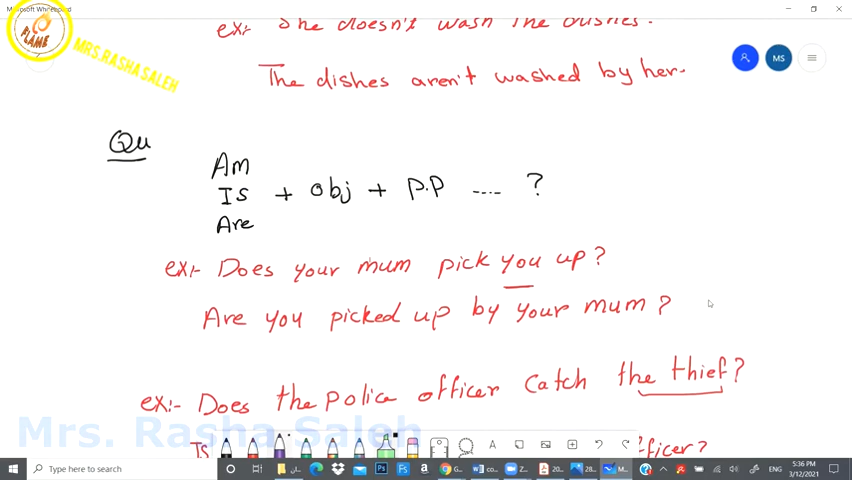 Microsoft Whiteboard
FLAME
MRS.RASHA SALEH
ex:- She doesn't wash the dishes.
The dishes aren't washed by her.
MS
Qu
Am
Is + obj + p.p .... ?
Are
ex:- Does your mum pick you up?
Are you picked up by your mum?
ex:- Does the police officer catch the thief?
Mrs. Rasha Saleh
Is officer?
Type here to search
5:36 PM
3/12/2021